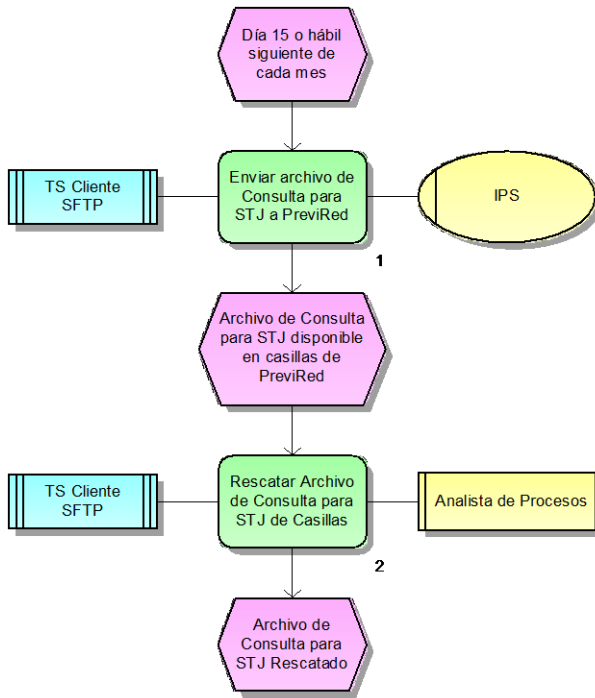 Día 15 o hábil
siguiente de
cada mes
TS Cliente
SFTP
Enviar archivo de
Consulta para
STJ a PreviRed
IPS
1
Archivo de Consulta
para STJ disponible
en casillas de
PreviRed
TS Cliente
SFTP
Rescatar Archivo
de Consulta para
STJ de Casillas
Analista de Procesos
2
Archivo de
Consulta para
STJ Rescatado